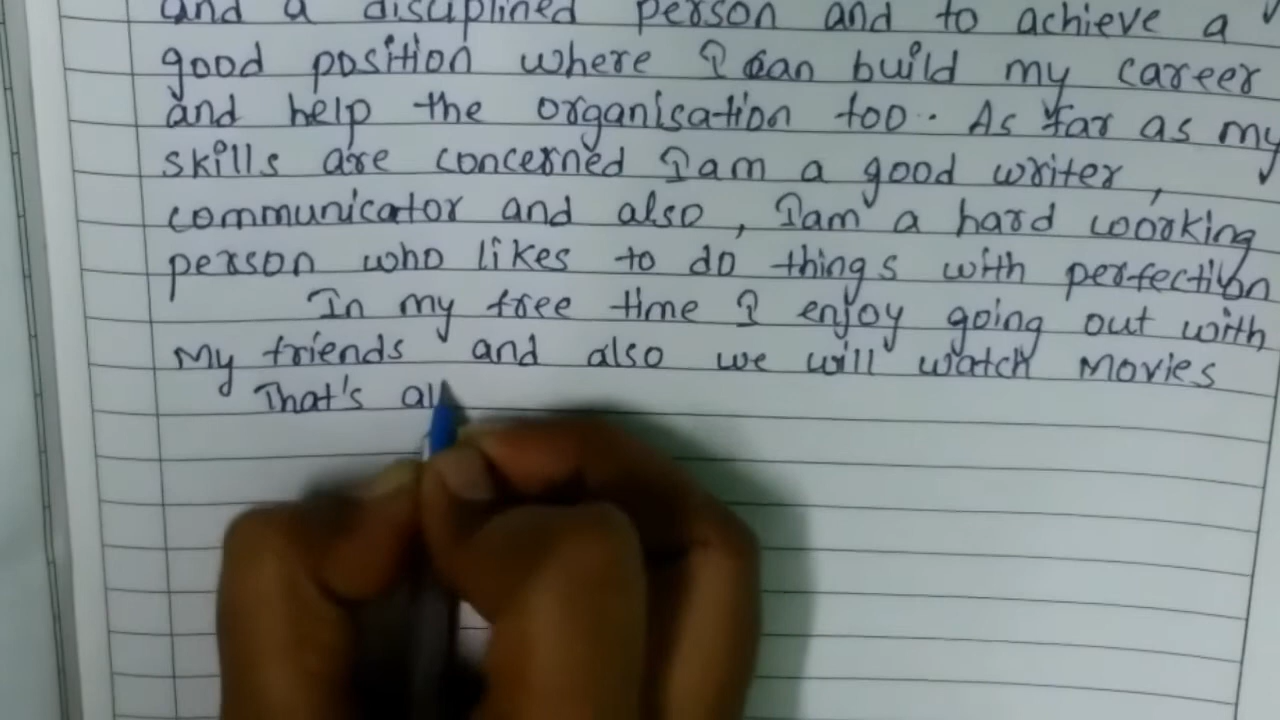 and a disciplined person and to achieve a
good position where I can build my career
and help the organisation too. As far as my
skills are concerned I am a good writer,
communicator and also, I am a hard working
person who likes to do things with perfection
In my free time I enjoy going out with
My friends and also we will watch Movies
That's al